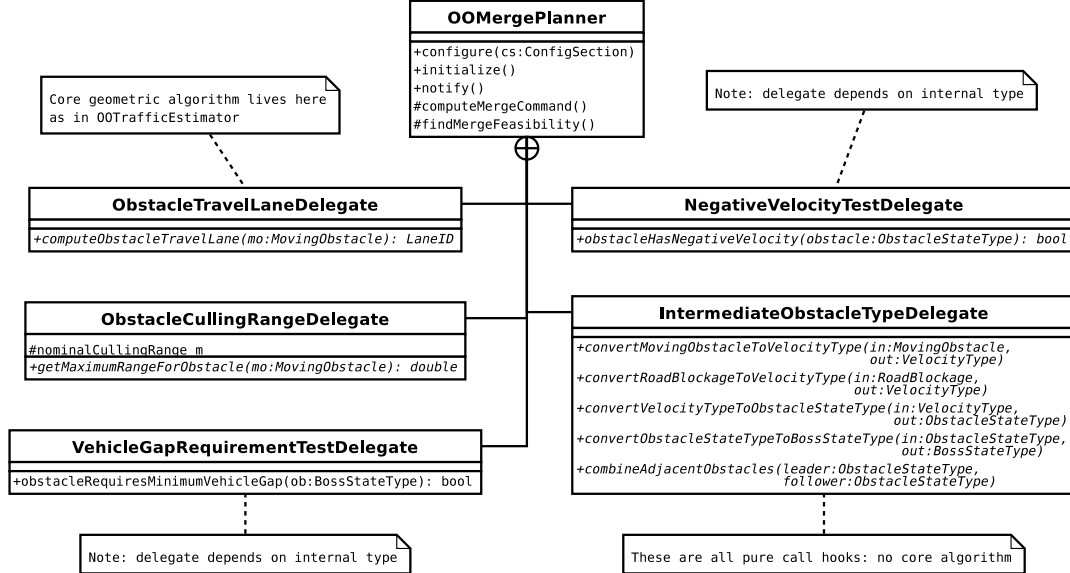 OOMergePlanner
+configure(cs:ConfigSection)
+initialize()
+notify()
#computeMergeCommand()
#findMergeFeasibility()
Core geometric algorithm lives here
as in OOTrafficEstimator
Note: delegate depends on internal type
ObstacleTravelLaneDelegate
+computeObstacleTravelLane(mo:MovingObstacle): LaneID
NegativeVelocityTestDelegate
+obstacleHasNegativeVelocity(obstacle:ObstacleStateType): bool
ObstacleCullingRangeDelegate
#nominalCullingRange_m
+getMaximumRangeForObstacle(mo:MovingObstacle): double
IntermediateObstacleTypeDelegate
+convertMovingObstacleToVelocityType(in:MovingObstacle,
out:VelocityType)
+convertRoadBlockageToVelocityType(in:RoadBlockage,
out:VelocityType)
+convertVelocityTypeToObstacleStateType(in:VelocityType,
out:ObstacleStateType)
+convertObstacleStateTypeToBossStateType(in:ObstacleStateType,
out:BossStateType)
+combineAdjacentObstacles(leader:ObstacleStateType,
follower:ObstacleStateType)
VehicleGapRequirementTestDelegate
+obstacleRequiresMinimumVehicleGap(ob:BossStateType): bool
Note: delegate depends on internal type
These are all pure call hooks: no core algorithm